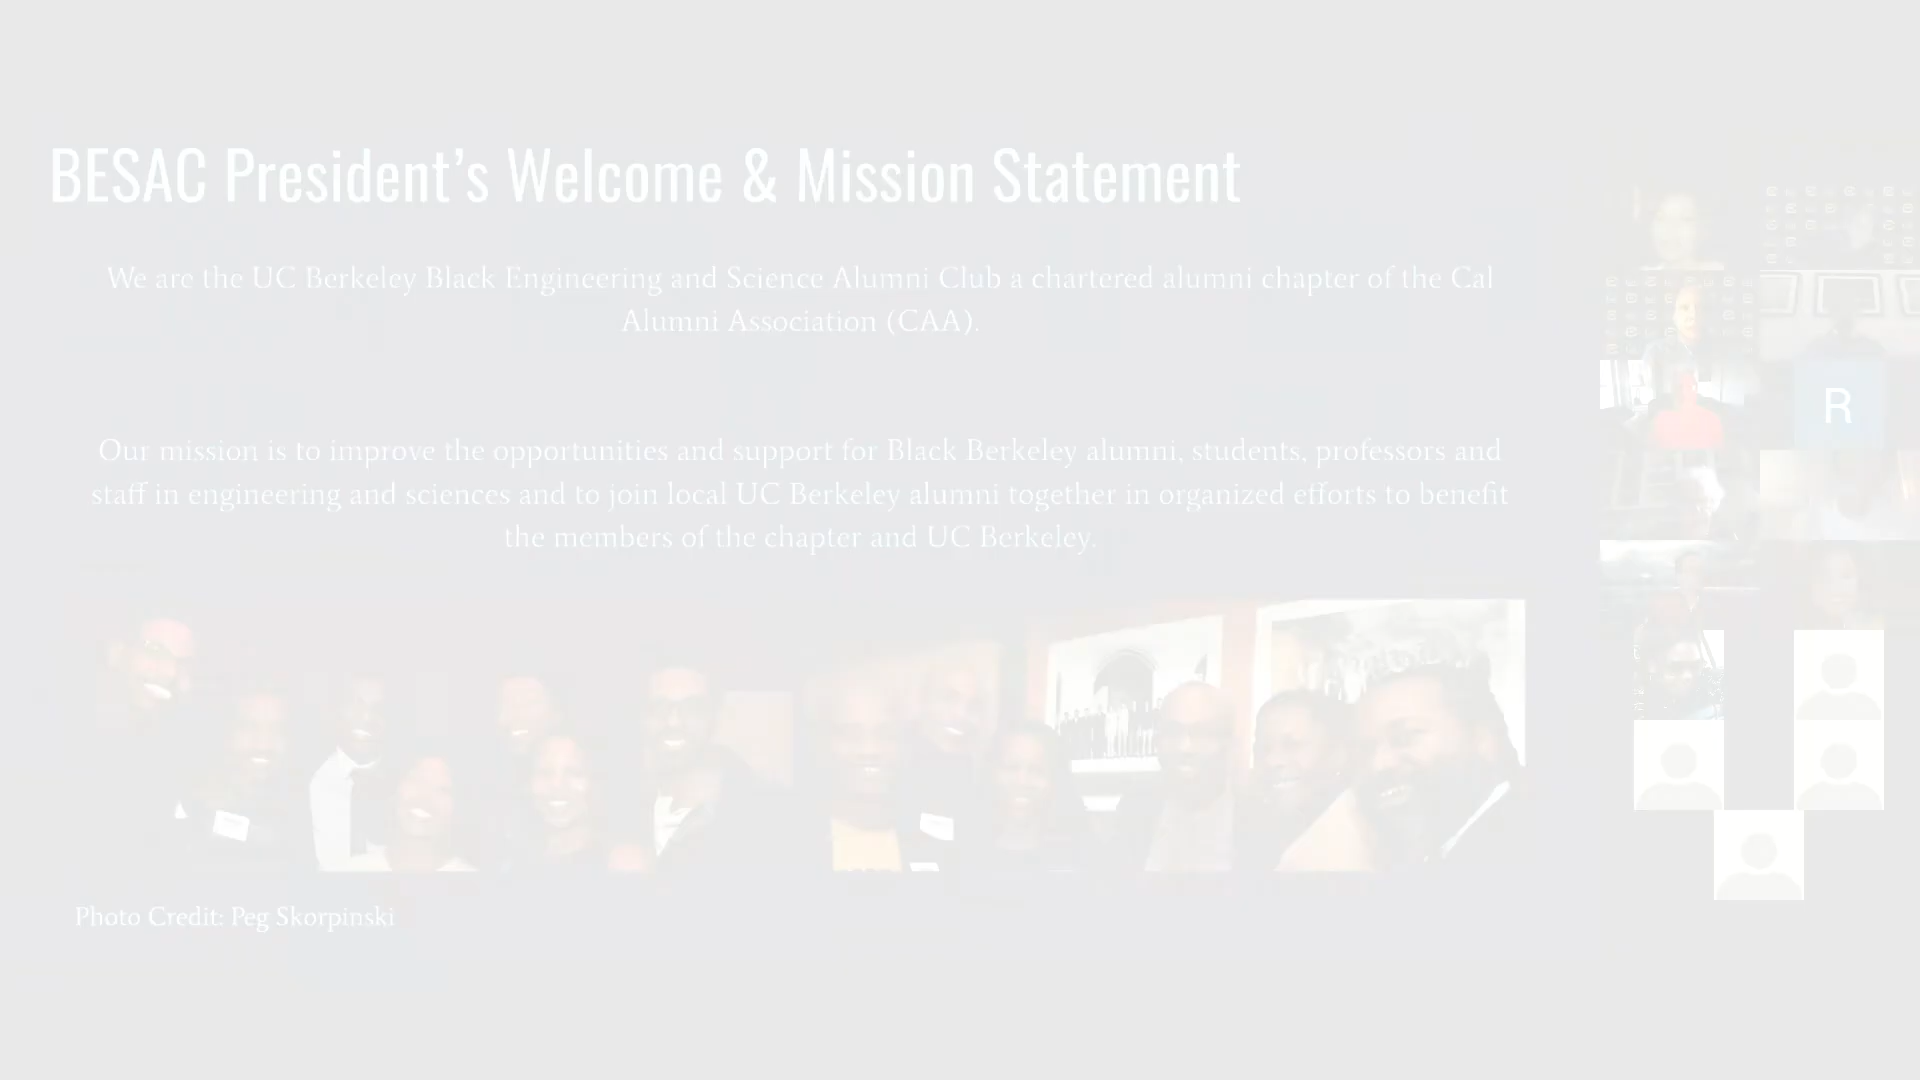 BESAC President’s Welcome & Mission Statement
We are the UC Berkeley Black Engineering and Science Alumni Club a chartered alumni chapter of the Cal
Alumni Association (CAA).
Our mission is to improve the opportunities and support for Black Berkeley alumni, students, professors and
staff in engineering and sciences and to join local UC Berkeley alumni together in organized efforts to benefit
the members of the chapter and UC Berkeley.
R
Photo Credit: Peg Skorpinski